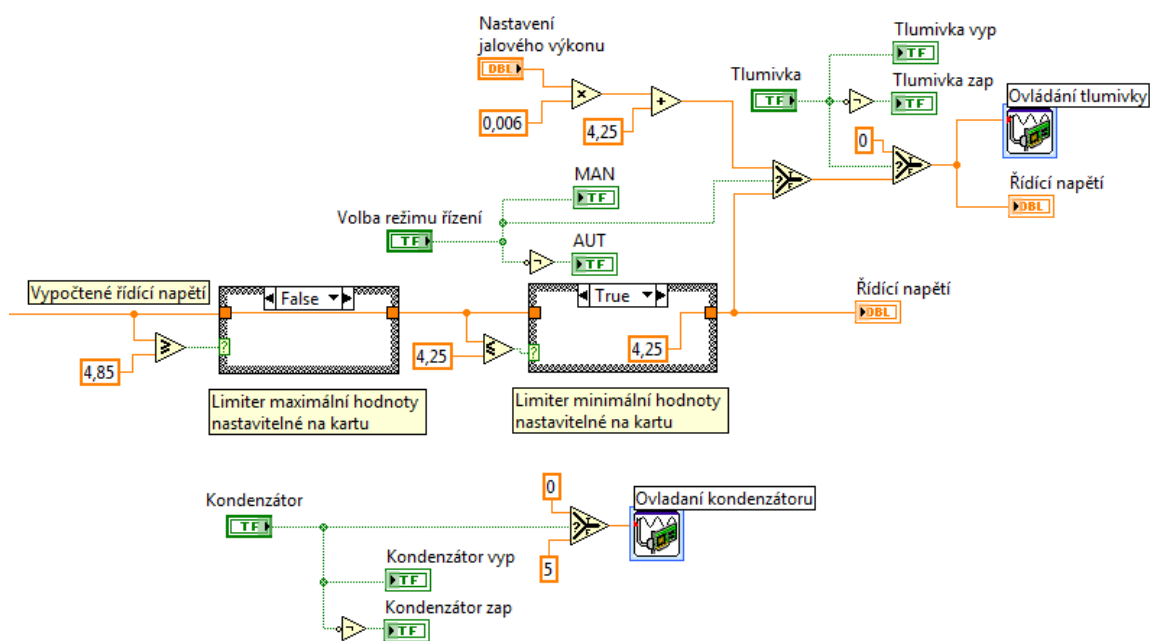 Nastavení
jalového výkonu
DBL
0,006
4,25
Tlumivka
TF
Tlumivka vyp
TF
Tlumivka zap
TF
Ovládání tlumivky
0
Řídící napětí
DBL
MAN
TF
Volba režimu řízení
TF
AUT
TF
Vypočtené řídící napětí
4,85
False
4,25
True
4,25
Řídící napětí
DBL
Limiter maximální hodnoty
nastavitelné na kartu
Limiter minimální hodnoty
nastavitelné na kartu
Kondenzátor
TF
0
5
Ovladaní kondenzátoru
Kondenzátor vyp
TF
Kondenzátor zap
TF